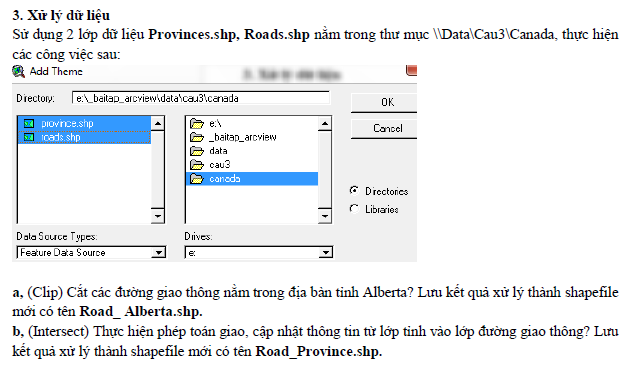 3. Xử lý dữ liệu
Sử dụng 2 lớp dữ liệu Provinces.shp, Roads.shp nằm trong thư mục \\Data\Cau3\Canada, thực hiện
các công việc sau:
Add Theme
Directory: e:\_baitap_arcview\data\cau3\canada
OK
province.shp
roads.shp
e:\
_baitap_arcview
data
cau3
canada
Cancel
Directories
Libraries
Data Source Types:
Drives:
Feature Data Source
e:
a, (Clip) Cắt các đường giao thông nằm trong địa bàn tỉnh Alberta? Lưu kết quả xử lý thành shapefile
mới có tên Road_ Alberta.shp.
b, (Intersect) Thực hiện phép toán giao, cập nhật thông tin từ lớp tỉnh vào lớp đường giao thông? Lưu
kết quả xử lý thành shapefile mới có tên Road_Province.shp.